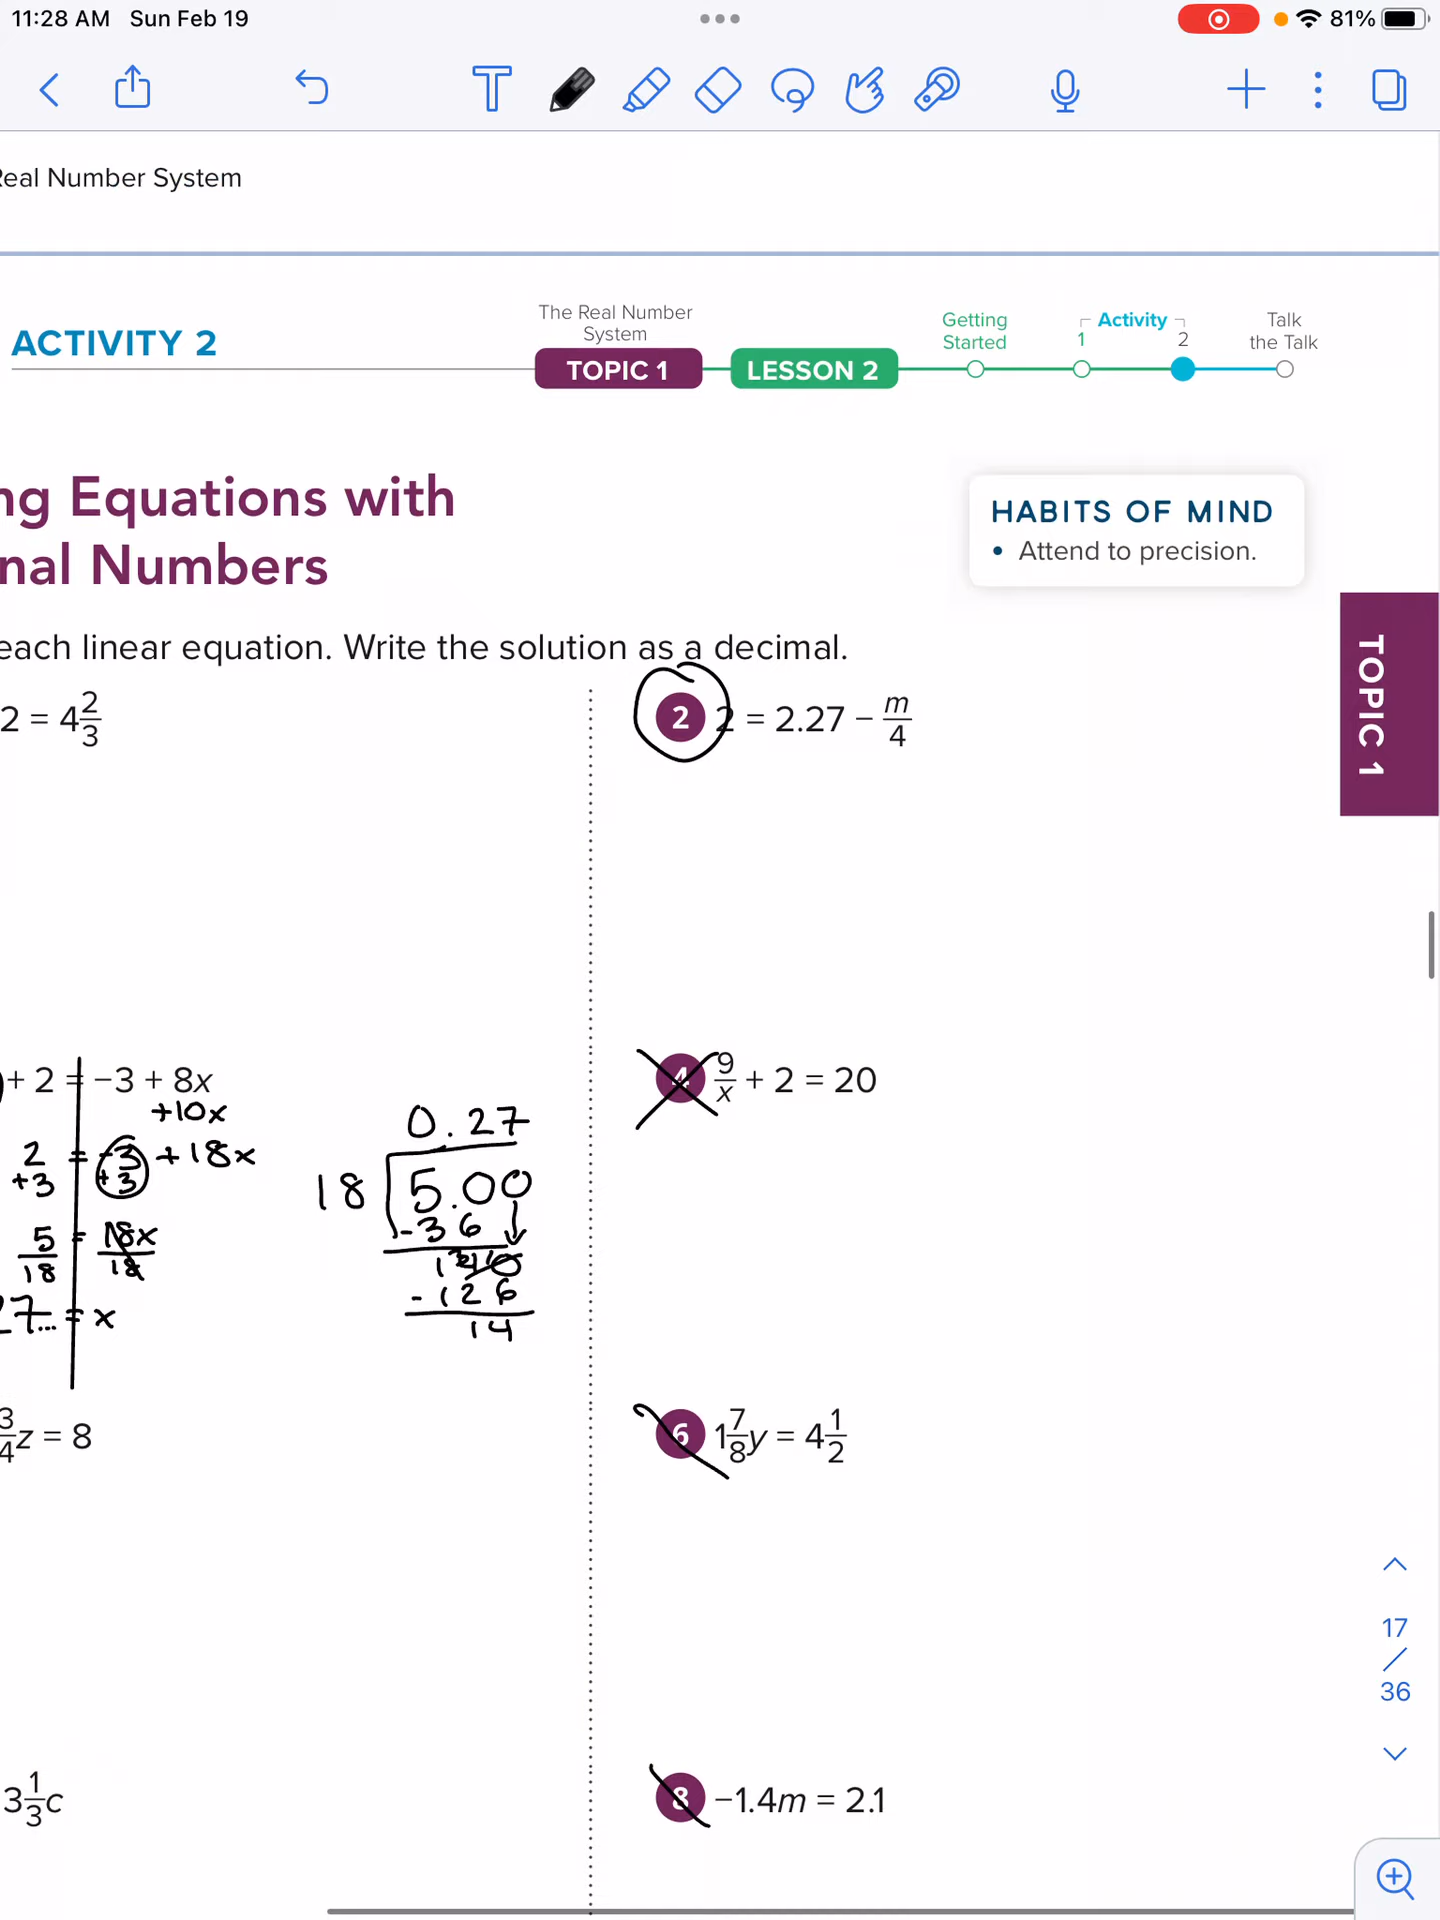 11:28 AM Sun Feb 19
81%
Real Number System
ACTIVITY 2
The Real Number
System
TOPIC 1
LESSON 2
Getting
Started
Activity
1
2
Talk
the Talk
ng Equations with
nal Numbers
HABITS OF MIND
• Attend to precision.
TOPIC 1
each linear equation. Write the solution as a decimal.
2 = 4 2/3
2 2 = 2.27 − m/4
+ 2 = −3 + 8x
+10x
2 = −3 + 18x
+3 +3
5/18 = 18x/18
27... = x
0.27
18 5.00
-36
140
-126
14
4 9/x + 2 = 20
3/4 z = 8
6 1 7/8 y = 4 1/2
3 1/3 c
8 −1.4m = 2.1
17
/
36